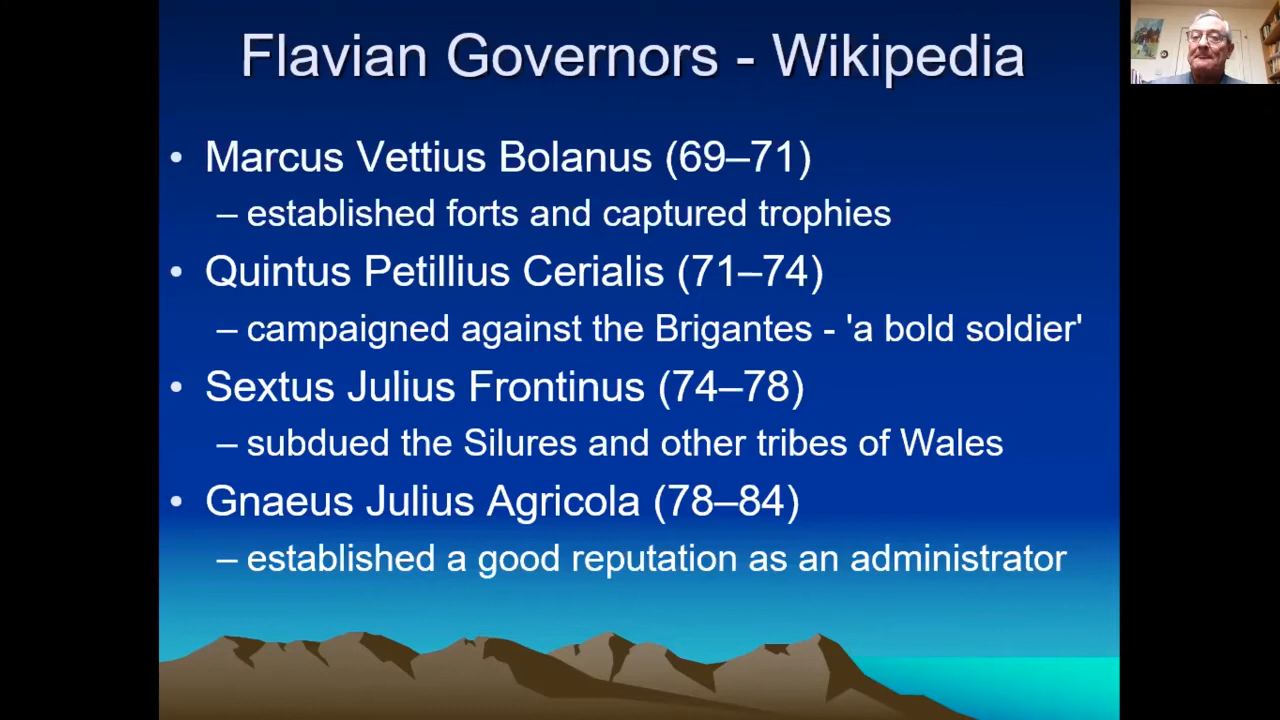 Flavian Governors - Wikipedia
• Marcus Vettius Bolanus (69–71)
– established forts and captured trophies
• Quintus Petillius Cerialis (71–74)
– campaigned against the Brigantes - 'a bold soldier'
• Sextus Julius Frontinus (74–78)
– subdued the Silures and other tribes of Wales
• Gnaeus Julius Agricola (78–84)
– established a good reputation as an administrator